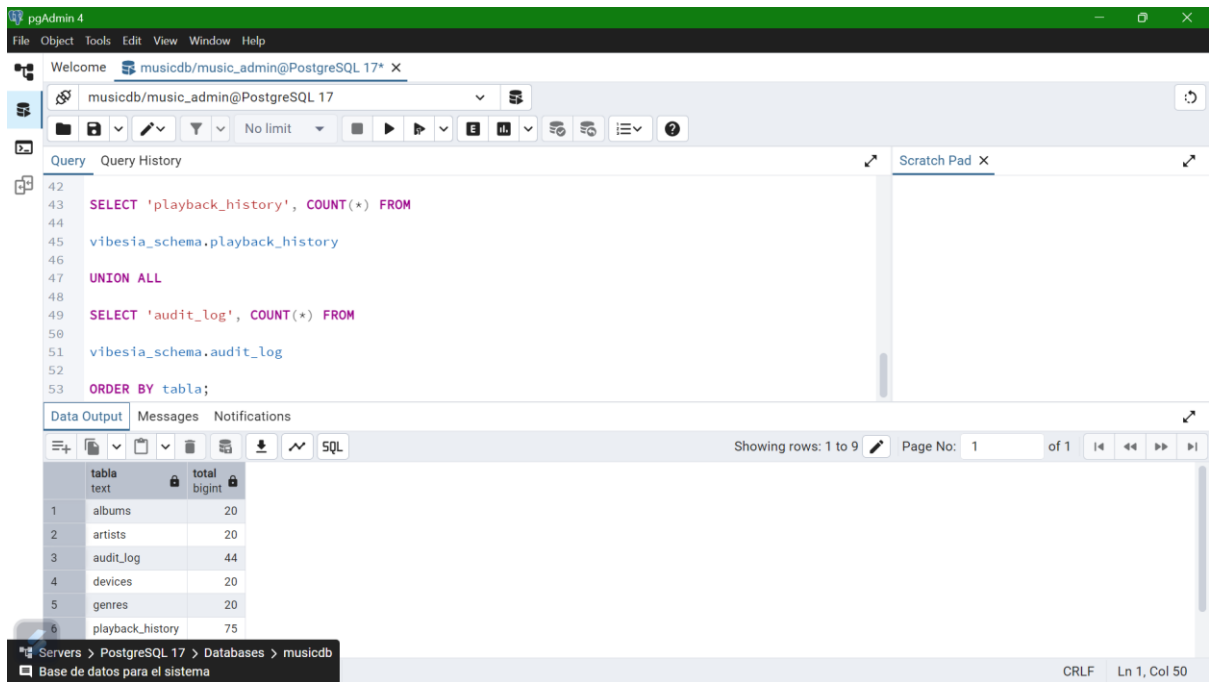 pgAdmin 4
File Object Tools Edit View Window Help
Welcome musicdb/music_admin@PostgreSQL 17*
musicdb/music_admin@PostgreSQL 17
No limit E
Query Query History Scratch Pad
42
43 SELECT 'playback_history', COUNT(*) FROM
44
45 vibesia_schema.playback_history
46
47 UNION ALL
48
49 SELECT 'audit_log', COUNT(*) FROM
50
51 vibesia_schema.audit_log
52
53 ORDER BY tabla;
Data Output Messages Notifications
SQL Showing rows: 1 to 9 Page No: 1 of 1
tabla total
text bigint
1 albums 20
2 artists 20
3 audit_log 44
4 devices 20
5 genres 20
6 playback_history 75
Servers > PostgreSQL 17 > Databases > musicdb
Base de datos para el sistema
CRLF Ln 1, Col 50